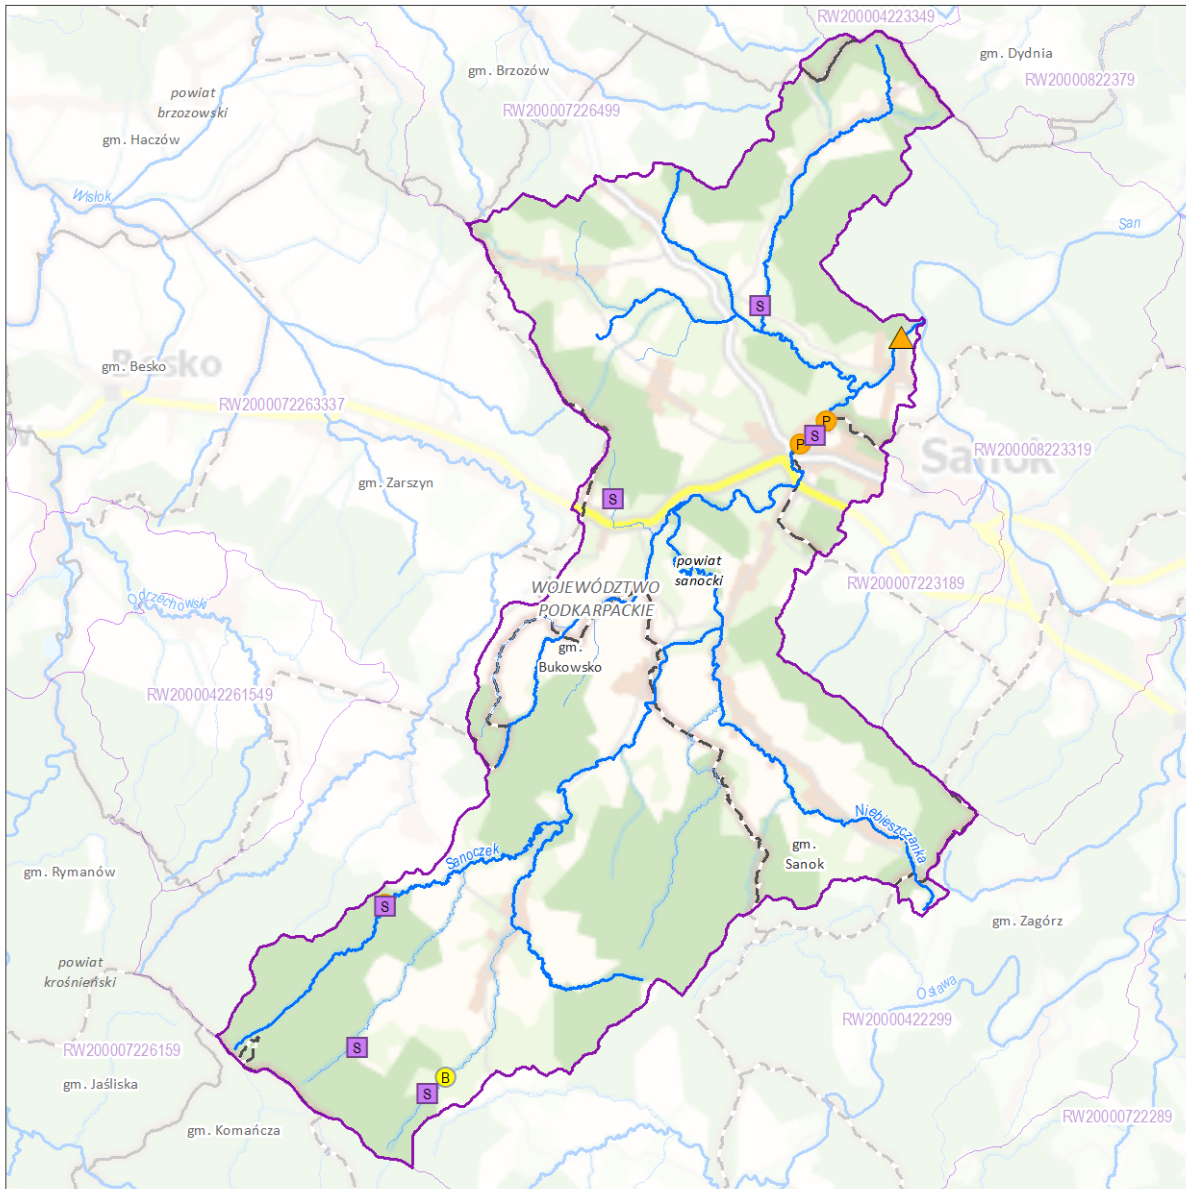 RW200004223349
gm. Dydnia
gm. Brzozów
RW20000822379
powiat
brzozowski
RW200007226499
gm. Haczów
Wisłok
San
Besko
gm. Besko
RW2000072263337
P
S
P
S
S
Sanok
RW200008223319
gm. Zarszyn
powiat
sanocki
RW200007223189
WOJEWÓDZTWO
PODKARPACKIE
Odrzechowski
gm.
Bukowsko
RW2000042261549
Niebieszczanka
Sanoczek
gm.
Sanok
gm. Rymanów
S
gm. Zagórz
powiat
krośnieński
Osława
RW20000422299
RW200007226159
S
B
S
gm. Jaśliska
RW20000722289
gm. Komańcza